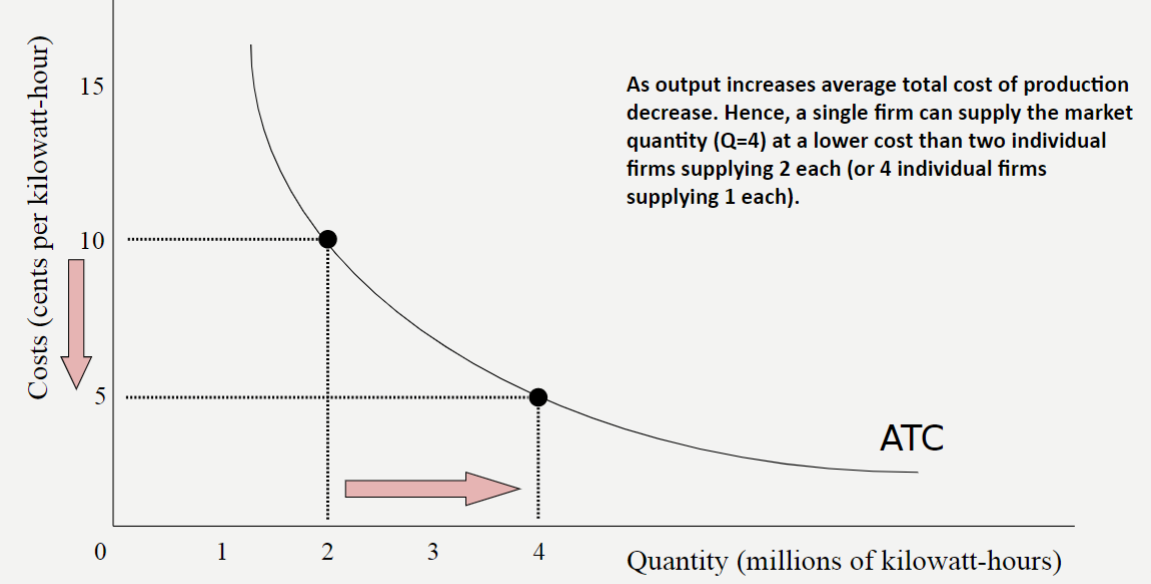 Costs (cents per kilowatt-hour)
15
10
5
As output increases average total cost of production
decrease. Hence, a single firm can supply the market
quantity (Q=4) at a lower cost than two individual
firms supplying 2 each (or 4 individual firms
supplying 1 each).
ATC
0 1 2 3 4
Quantity (millions of kilowatt-hours)